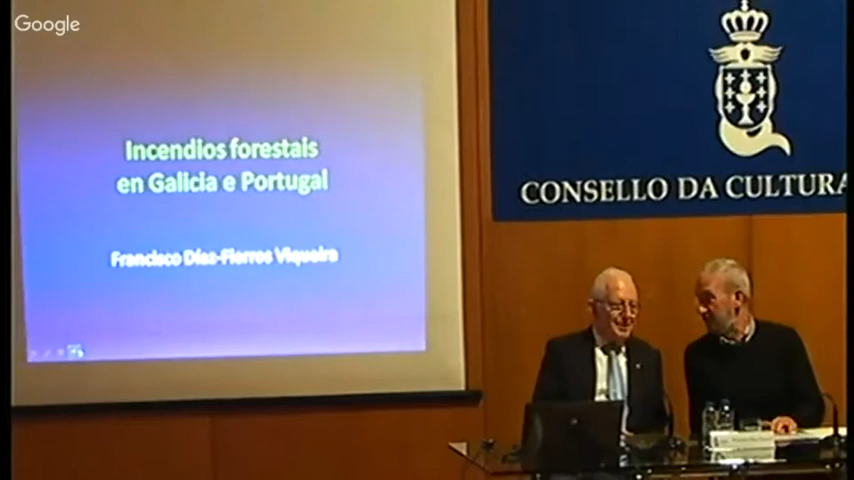 Google
Incendios forestais
en Galicia e Portugal
Francisco Díaz-Fierros Viqueira
CONSELLO DA CULTURA